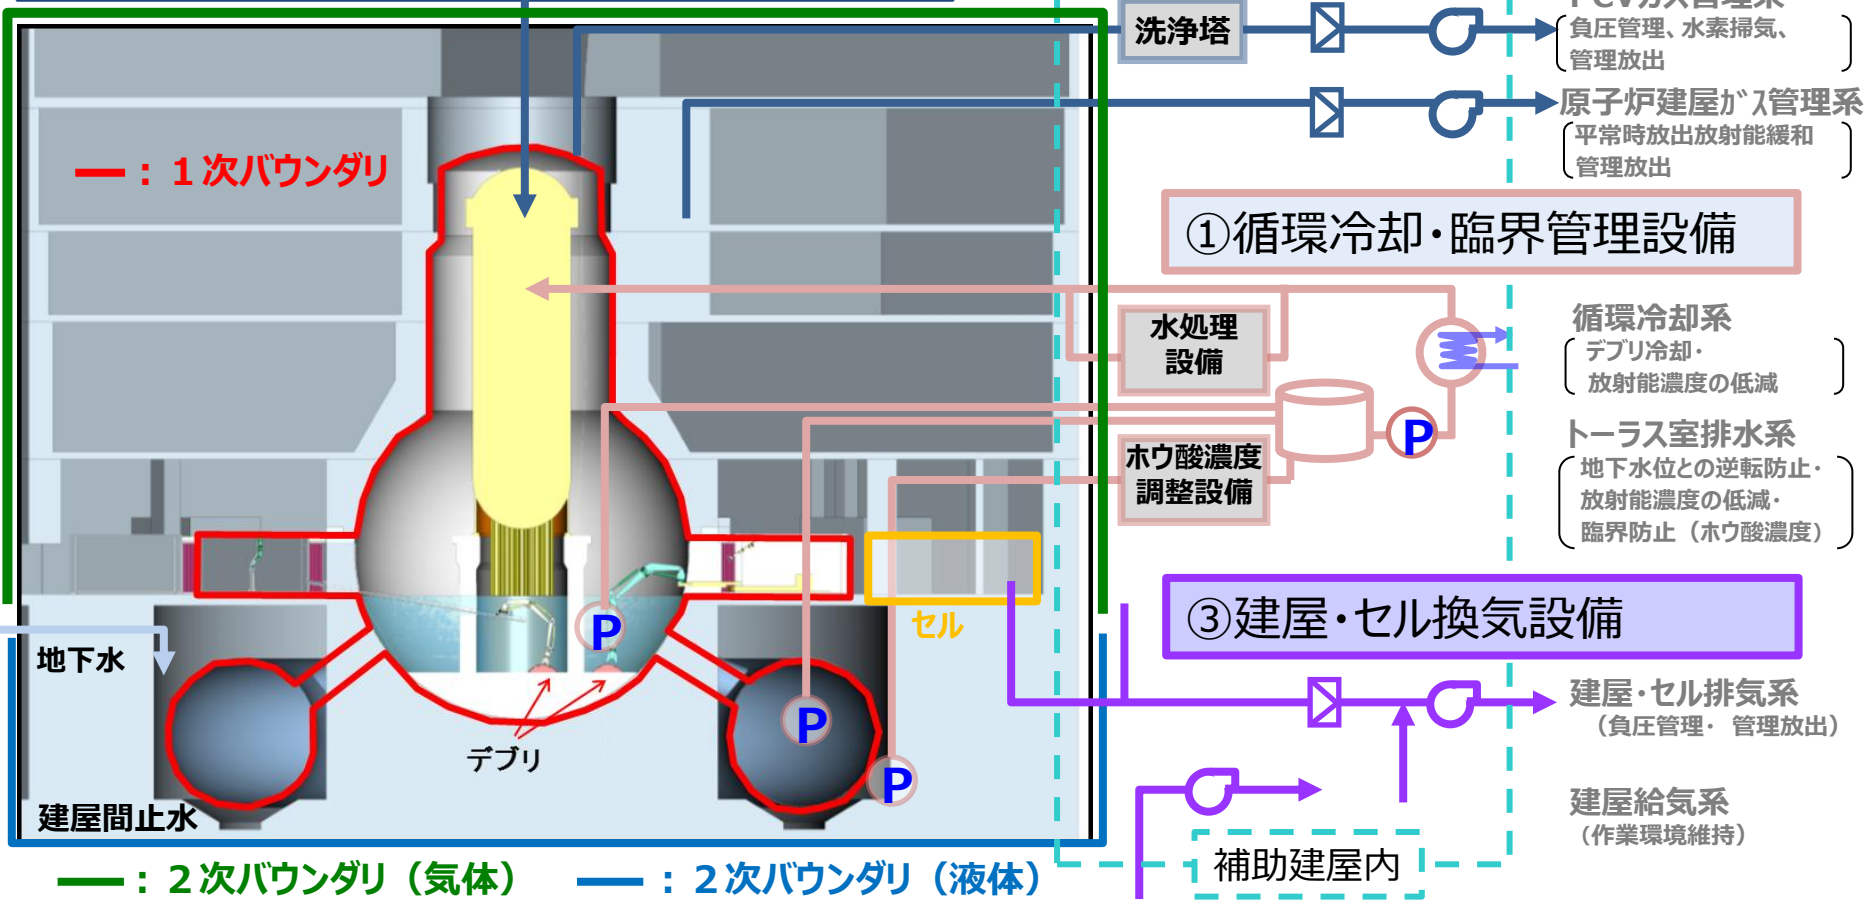 PCVガス管理系
負圧管理、水素掃気、
管理放出
洗浄塔
原子炉建屋ｶﾞｽ管理系
平常時放出放射能緩和
管理放出
：１次バウンダリ
①循環冷却・臨界管理設備
水処理
設備
循環冷却系
デブリ冷却・
放射能濃度の低減
P
ホウ酸濃度
調整設備
トーラス室排水系
地下水位との逆転防止・
放射能濃度の低減・
臨界防止（ホウ酸濃度）
セル
P
③建屋・セル換気設備
地下水
P
デブリ
P
建屋・セル排気系
（負圧管理・ 管理放出）
建屋間止水
建屋給気系
（作業環境維持）
補助建屋内
：２次バウンダリ（気体）
：２次バウンダリ（液体）